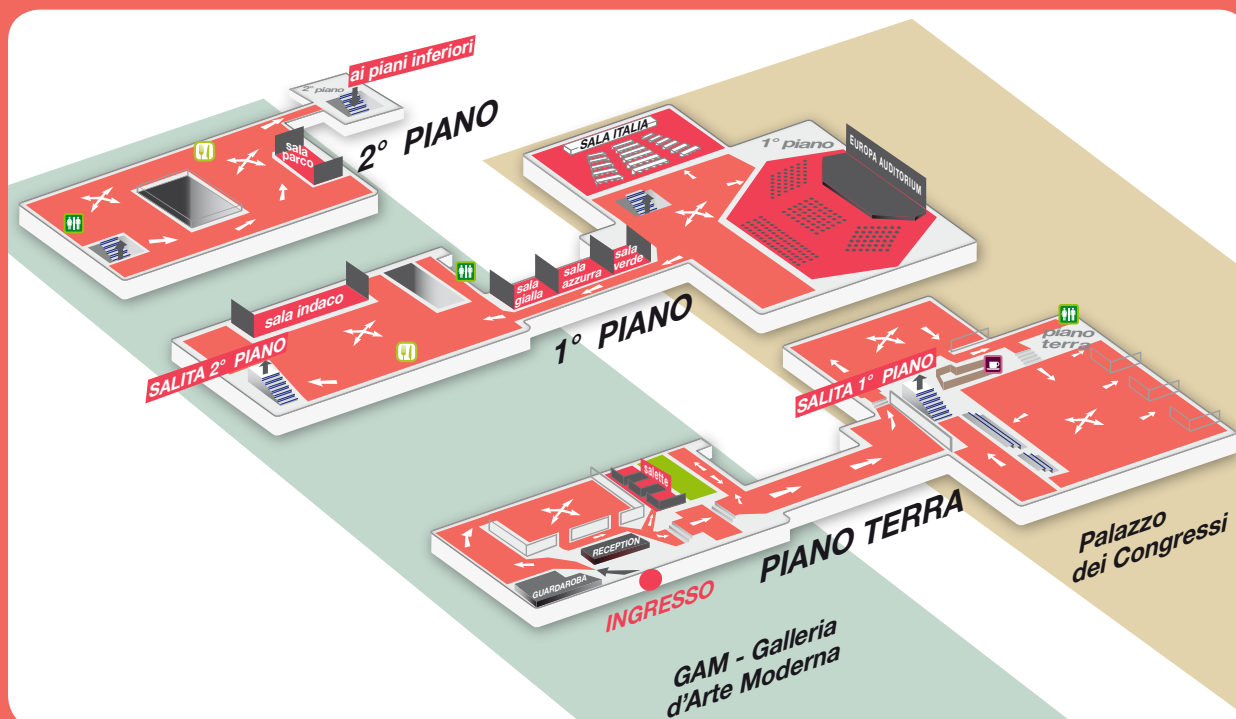 ai piani inferiori
2° piano
2° PIANO
sala
parco
SALA ITALIA
1° piano
EUROPA AUDITORIUM
sala
verde
sala
azzurra
sala
gialla
sala indaco
1° PIANO
SALITA 2° PIANO
piano
terra
SALITA 1° PIANO
salette
RECEPTION
GUARDAROBA
INGRESSO
PIANO TERRA
Palazzo
dei Congressi
GAM - Galleria
d'Arte Moderna